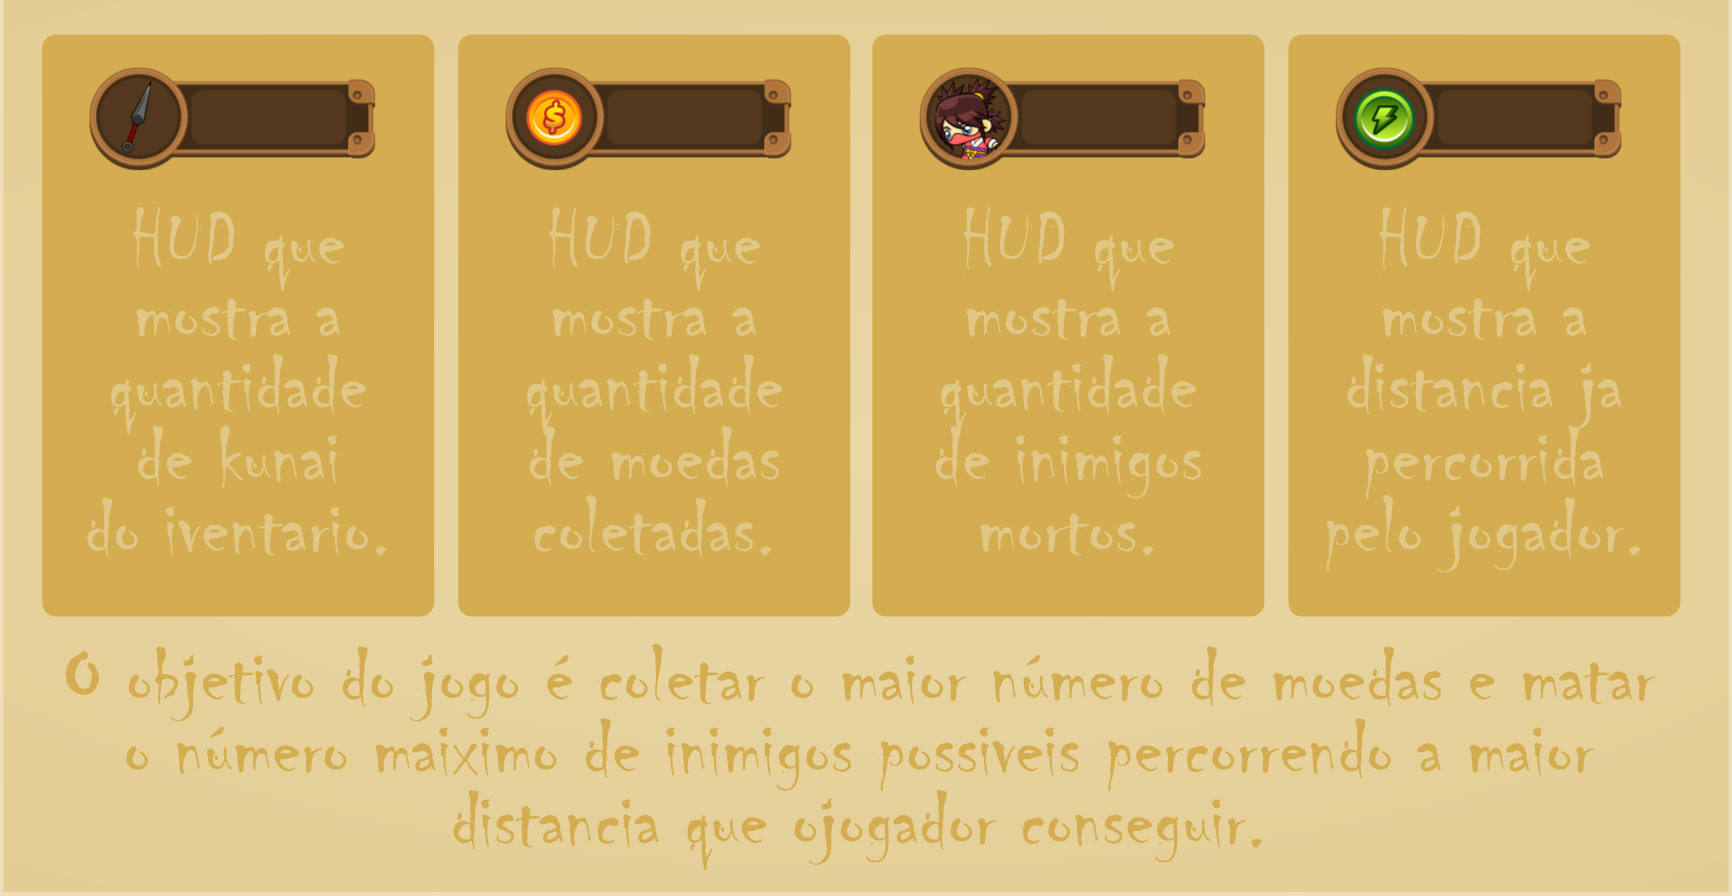 HUD que
mostra a
quantidade
de kunai
do iventario.
HUD que
mostra a
quantidade
de moedas
coletadas.
HUD que
mostra a
quantidade
de inimigos
mortos.
HUD que
mostra a
distancia ja
percorrida
pelo jogador.
O objetivo do jogo é coletar o maior número de moedas e matar
o número maiximo de inimigos possiveis percorrendo a maior
distancia que ojogador conseguir.